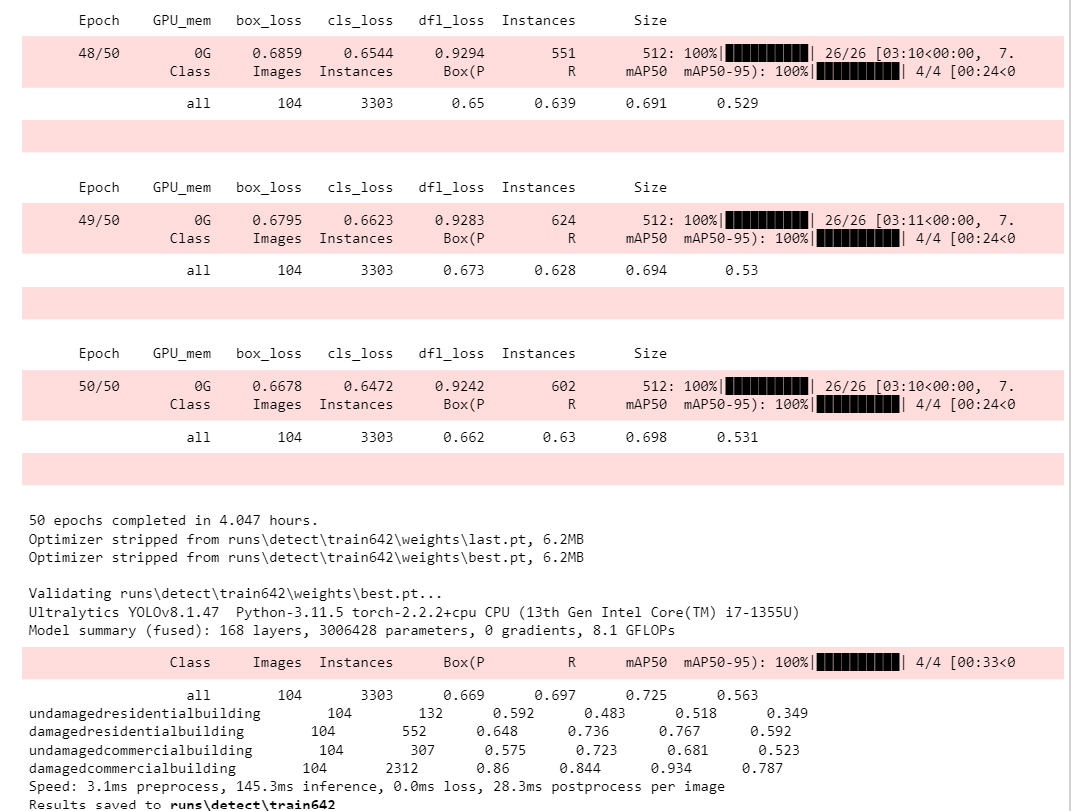 Epoch GPU_mem box_loss cls_loss dfl_loss Instances Size
48/50 0G 0.6859 0.6544 0.9294 551 512: 100%|██████████| 26/26 [03:10<00:00, 7.
Class Images Instances Box(P R mAP50 mAP50-95): 100%|██████████| 4/4 [00:24<0
all 104 3303 0.65 0.639 0.691 0.529
Epoch GPU_mem box_loss cls_loss dfl_loss Instances Size
49/50 0G 0.6795 0.6623 0.9283 624 512: 100%|██████████| 26/26 [03:11<00:00, 7.
Class Images Instances Box(P R mAP50 mAP50-95): 100%|██████████| 4/4 [00:24<0
all 104 3303 0.673 0.628 0.694 0.53
Epoch GPU_mem box_loss cls_loss dfl_loss Instances Size
50/50 0G 0.6678 0.6472 0.9242 602 512: 100%|██████████| 26/26 [03:10<00:00, 7.
Class Images Instances Box(P R mAP50 mAP50-95): 100%|██████████| 4/4 [00:24<0
all 104 3303 0.662 0.63 0.698 0.531
50 epochs completed in 4.047 hours.
Optimizer stripped from runs\detect\train642\weights\last.pt, 6.2MB
Optimizer stripped from runs\detect\train642\weights\best.pt, 6.2MB
Validating runs\detect\train642\weights\best.pt...
Ultralytics YOLOv8.1.47 Python-3.11.5 torch-2.2.2+cpu CPU (13th Gen Intel Core(TM) i7-1355U)
Model summary (fused): 168 layers, 3006428 parameters, 0 gradients, 8.1 GFLOPs
Class Images Instances Box(P R mAP50 mAP50-95): 100%|██████████| 4/4 [00:33<0
all 104 3303 0.669 0.697 0.725 0.563
undamagedresidentialbuilding 104 132 0.592 0.483 0.518 0.349
damagedresidentialbuilding 104 552 0.648 0.736 0.767 0.592
undamagedcommercialbuilding 104 307 0.575 0.723 0.681 0.523
damagedcommercialbuilding 104 2312 0.86 0.844 0.934 0.787
Speed: 3.1ms preprocess, 145.3ms inference, 0.0ms loss, 28.3ms postprocess per image
Results saved to runs\detect\train642